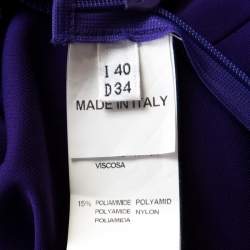 I 40
D 34
MADE IN ITALY
VISCOSA
15% POLIAMMIDE POLYAMID
POLYAMIDE NYLON
POLIAMIDA